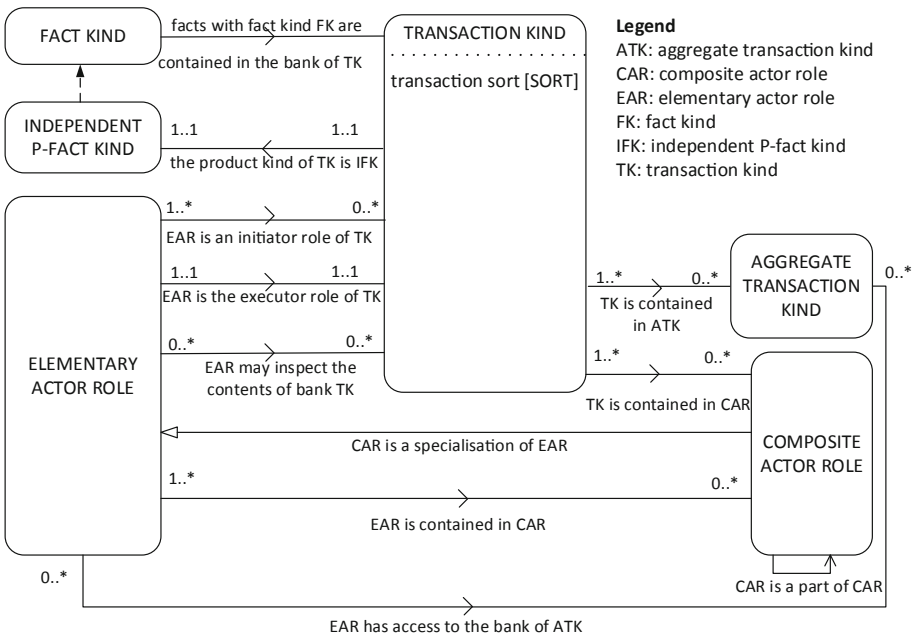 FACT KIND
facts with fact kind FK are
contained in the bank of TK
TRANSACTION KIND
transaction sort [SORT]
Legend
ATK: aggregate transaction kind
CAR: composite actor role
EAR: elementary actor role
FK: fact kind
IFK: independent P-fact kind
TK: transaction kind
INDEPENDENT
P-FACT KIND
1..1
1..1
the product kind of TK is IFK
1..*
0..*
EAR is an initiator role of TK
1..1
1..1
EAR is the executor role of TK
0..*
0..*
EAR may inspect the
contents of bank TK
ELEMENTARY
ACTOR ROLE
1..*
0..*
TK is contained
in ATK
AGGREGATE
TRANSACTION
KIND
0..*
1..*
0..*
TK is contained in CAR
CAR is a specialisation of EAR
COMPOSITE
ACTOR ROLE
1..*
0..*
EAR is contained in CAR
CAR is a part of CAR
0..*
EAR has access to the bank of ATK